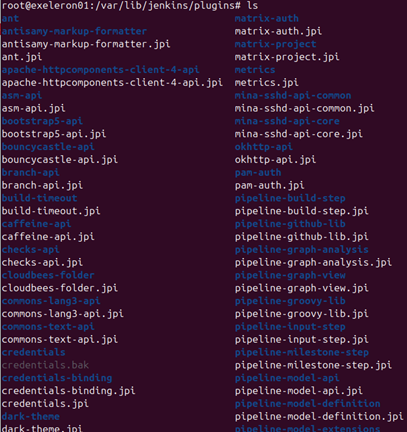 root@exeleron01:/var/lib/jenkins/plugins# ls
ant matrix-auth
antisamy-markup-formatter matrix-auth.jpi
antisamy-markup-formatter.jpi matrix-project
ant.jpi matrix-project.jpi
apache-httpcomponents-client-4-api metrics
apache-httpcomponents-client-4-api.jpi metrics.jpi
asm-api mina-sshd-api-common
asm-api.jpi mina-sshd-api-common.jpi
bootstrap5-api mina-sshd-api-core
bootstrap5-api.jpi mina-sshd-api-core.jpi
bouncycastle-api okhttp-api
bouncycastle-api.jpi okhttp-api.jpi
branch-api pam-auth
branch-api.jpi pam-auth.jpi
build-timeout pipeline-build-step
build-timeout.jpi pipeline-build-step.jpi
caffeine-api pipeline-github-lib
caffeine-api.jpi pipeline-github-lib.jpi
checks-api pipeline-graph-analysis
checks-api.jpi pipeline-graph-analysis.jpi
cloudbees-folder pipeline-graph-view
cloudbees-folder.jpi pipeline-graph-view.jpi
commons-lang3-api pipeline-groovy-lib
commons-lang3-api.jpi pipeline-groovy-lib.jpi
commons-text-api pipeline-input-step
commons-text-api.jpi pipeline-input-step.jpi
credentials pipeline-milestone-step
credentials.bak pipeline-milestone-step.jpi
credentials-binding pipeline-model-api
credentials-binding.jpi pipeline-model-api.jpi
credentials.jpi pipeline-model-definition
dark-theme pipeline-model-definition.jpi
dark-theme.jpi pipeline-model-extensions